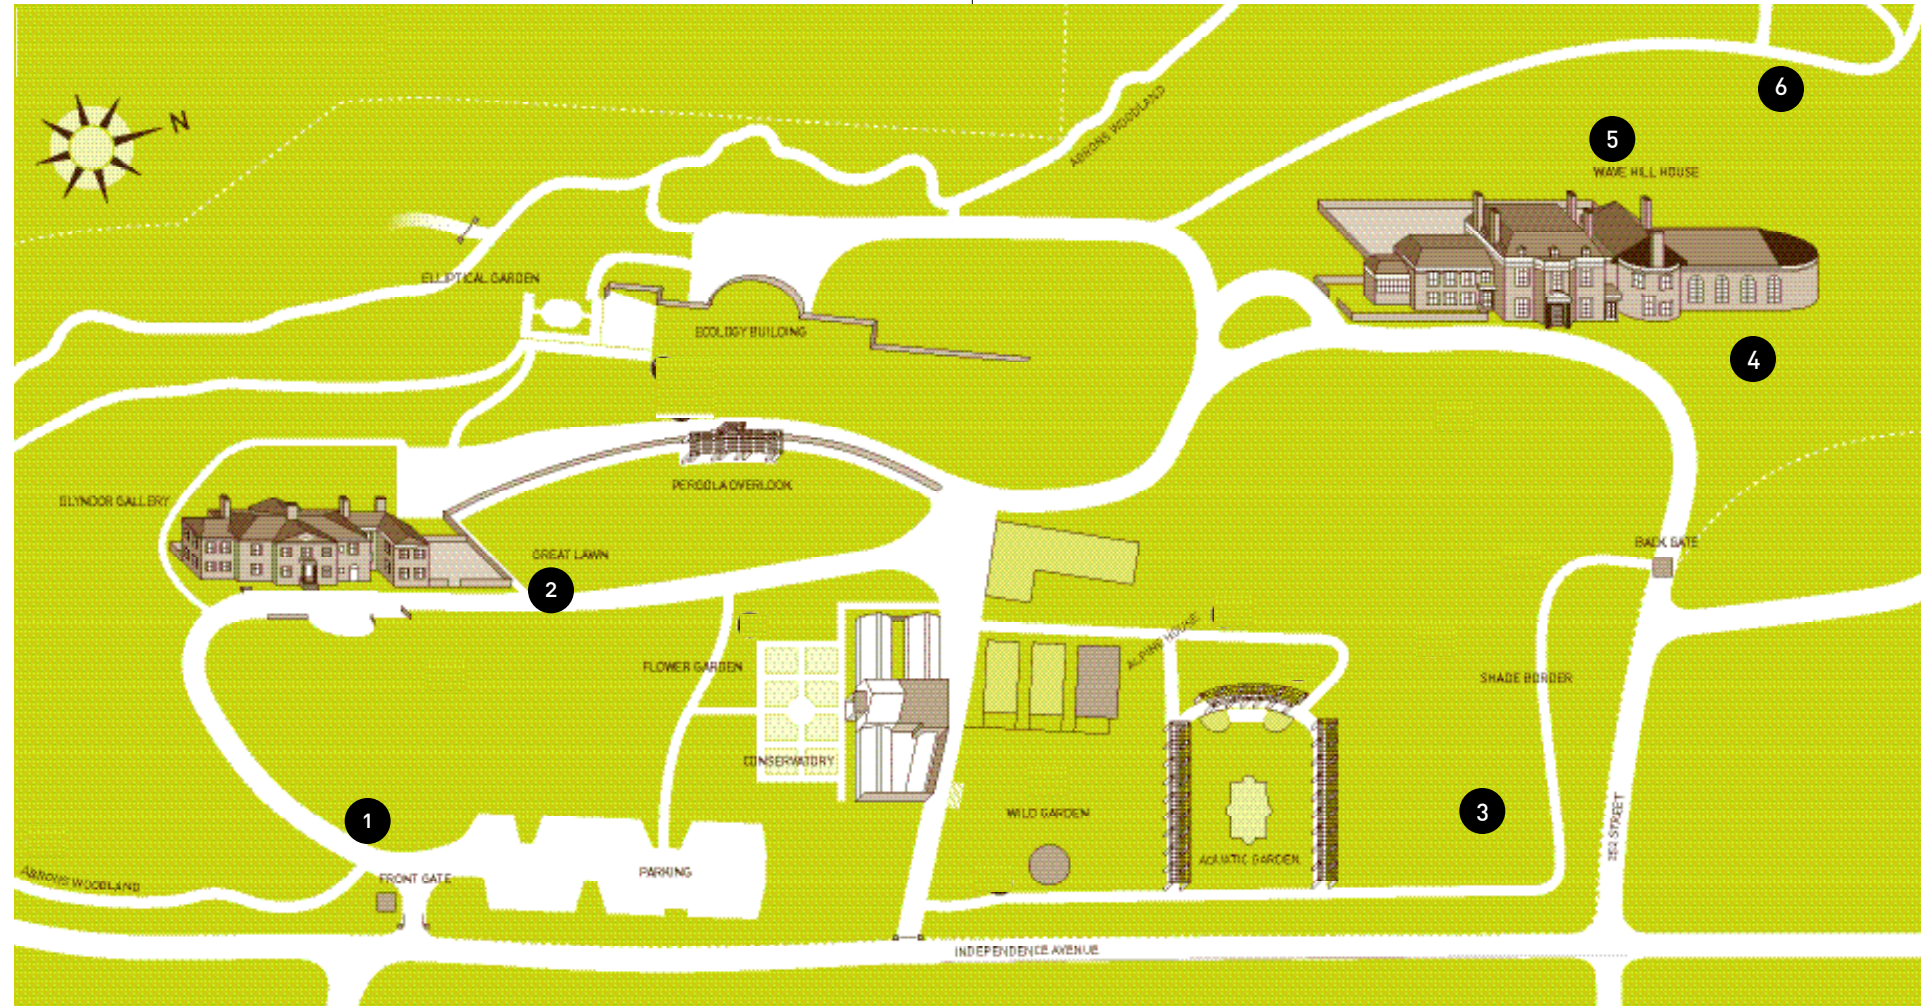 6
ABRONS WOODLAND
N
5
WAVE HILL HOUSE
ELLIPTICAL GARDEN
ECOLOGY BUILDING
4
PERGOLA OVERLOOK
GLYNDOR GALLERY
GREAT LAWN
2
BACK GATE
ALPINE HOUSE
FLOWER GARDEN
SHADE BORDER
CONSERVATORY
1
WILD GARDEN
3
252 STREET
AQUATIC GARDEN
PARKING
ABRONS WOODLAND
FRONT GATE
INDEPENDENCE AVENUE